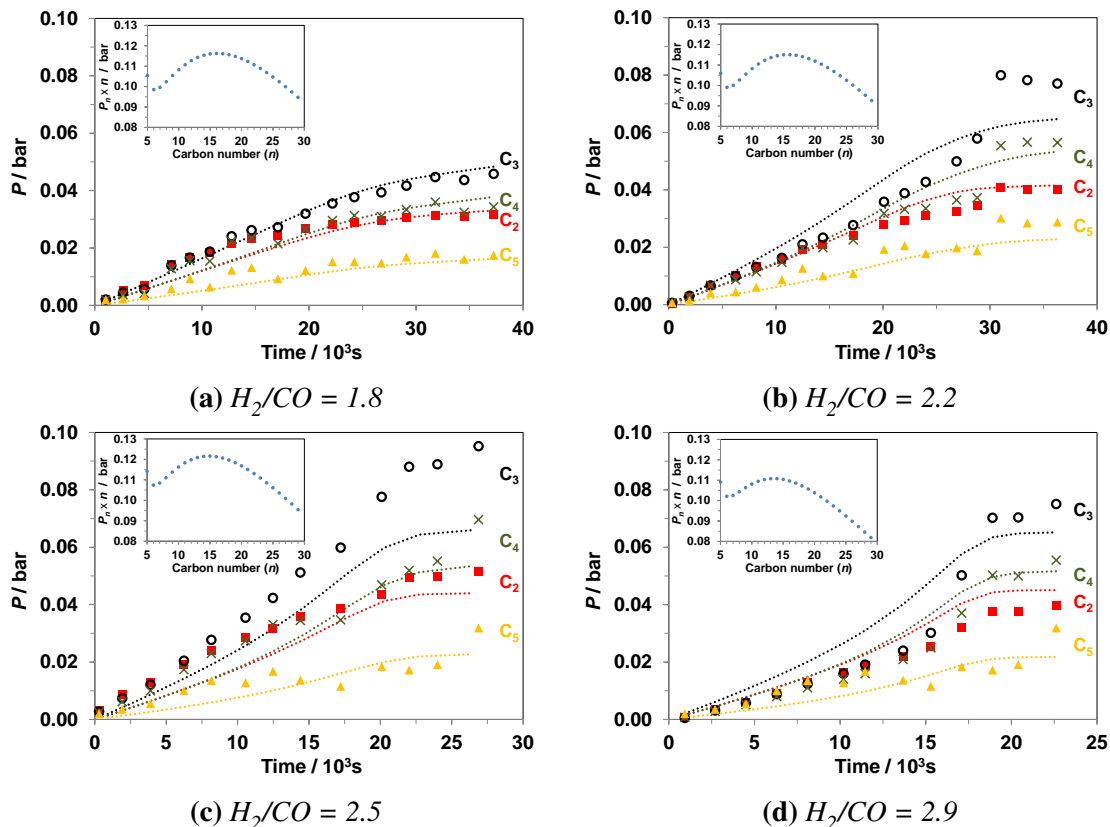 0.10
0.08
0.06
0.04
0.02
0.00
P / bar
0 10 20 30 40
Time / 10³s
0.13
0.12
0.11
0.10
0.09
0.08
Pₙ x n / bar
5 10 15 20 25 30
Carbon number (n)
C₃
C₄
C₂
C₅
(a) H₂/CO = 1.8
0.10
0.08
0.06
0.04
0.02
0.00
P / bar
0 10 20 30 40
Time / 10³s
0.13
0.12
0.11
0.10
0.09
0.08
Pₙ x n / bar
5 10 15 20 25 30
Carbon number (n)
C₃
C₄
C₂
C₅
(b) H₂/CO = 2.2
0.10
0.08
0.06
0.04
0.02
0.00
P / bar
0 5 10 15 20 25 30
Time / 10³s
0.13
0.12
0.11
0.10
0.09
0.08
Pₙ x n / bar
5 10 15 20 25 30
Carbon number (n)
C₃
C₄
C₂
C₅
(c) H₂/CO = 2.5
0.10
0.08
0.06
0.04
0.02
0.00
P / bar
0 5 10 15 20 25
Time / 10³s
0.13
0.12
0.11
0.10
0.09
0.08
Pₙ x n / bar
5 10 15 20 25 30
Carbon number (n)
C₃
C₄
C₂
C₅
(d) H₂/CO = 2.9